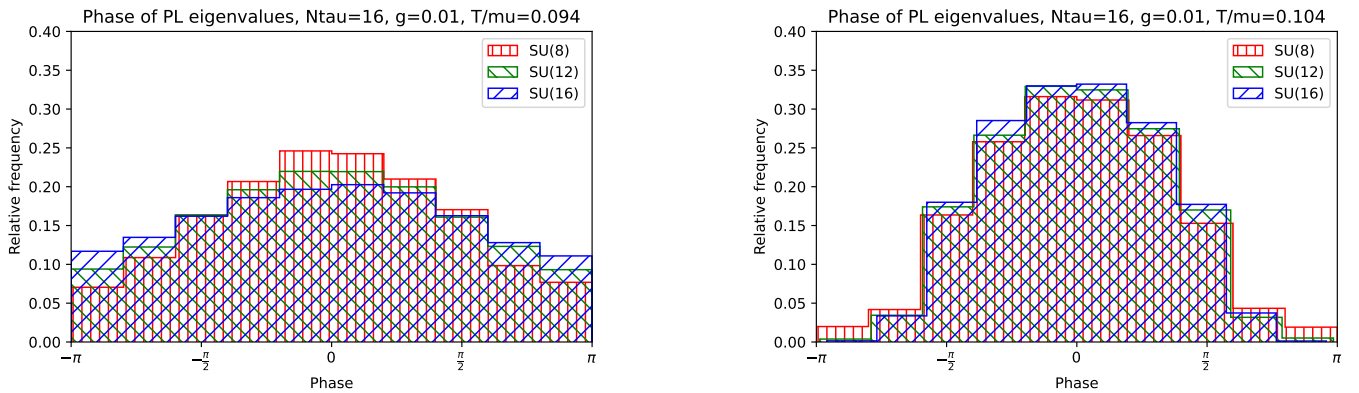 Phase of PL eigenvalues, Ntau=16, g=0.01, T/mu=0.094
0.40
0.35
0.30
0.25
0.20
0.15
0.10
0.05
0.00
Relative frequency
SU(8)
SU(12)
SU(16)
−π
−π/2
0
π/2
π
Phase
Phase of PL eigenvalues, Ntau=16, g=0.01, T/mu=0.104
0.40
0.35
0.30
0.25
0.20
0.15
0.10
0.05
0.00
Relative frequency
SU(8)
SU(12)
SU(16)
−π
−π/2
0
π/2
π
Phase